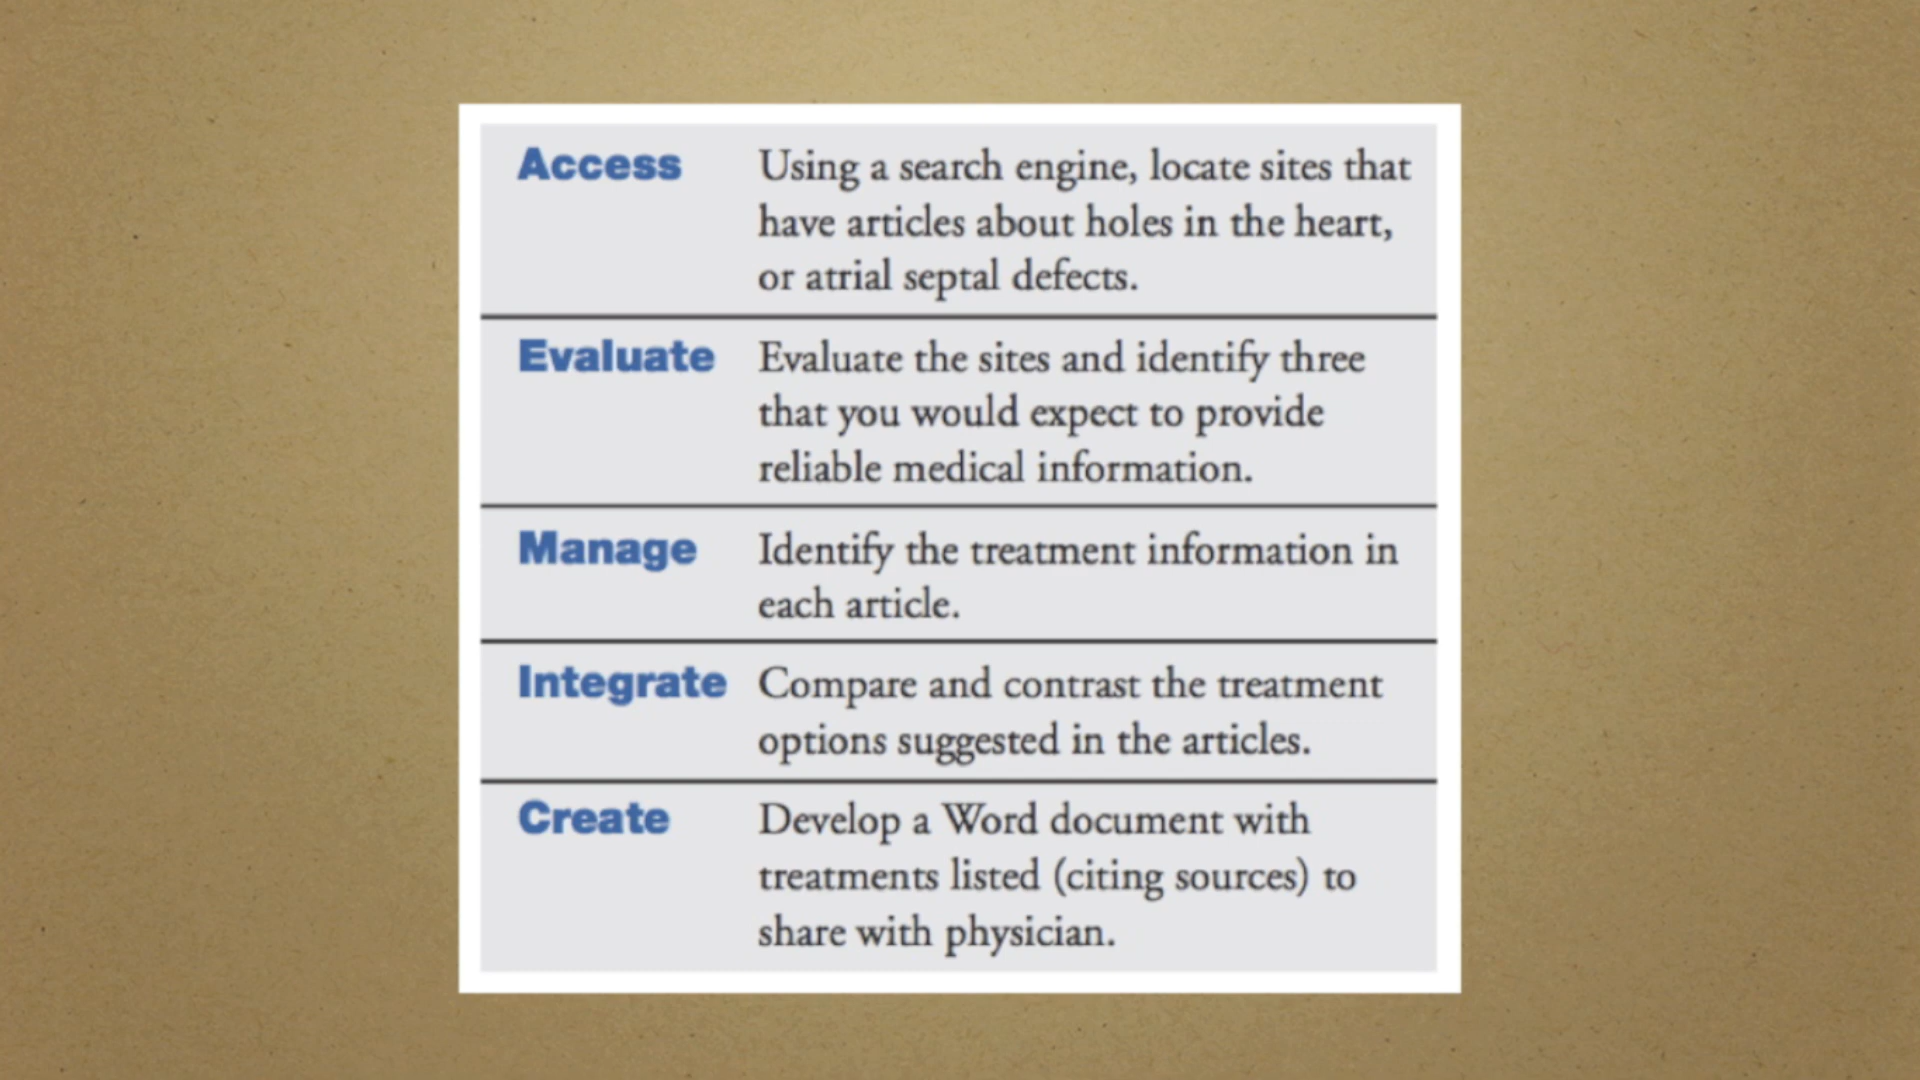 Access Using a search engine, locate sites that
have articles about holes in the heart,
or atrial septal defects.
Evaluate Evaluate the sites and identify three
that you would expect to provide
reliable medical information.
Manage Identify the treatment information in
each article.
Integrate Compare and contrast the treatment
options suggested in the articles.
Create Develop a Word document with
treatments listed (citing sources) to
share with physician.